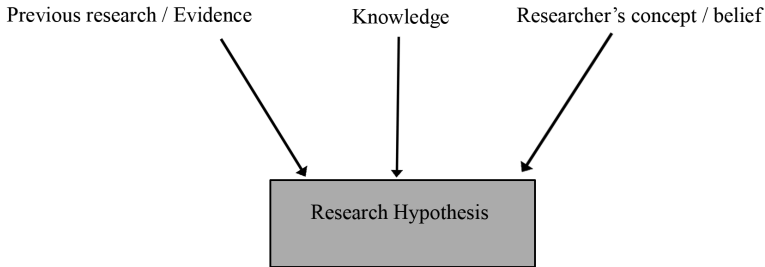 Previous research / Evidence
Knowledge
Researcher’s concept / belief
Research Hypothesis